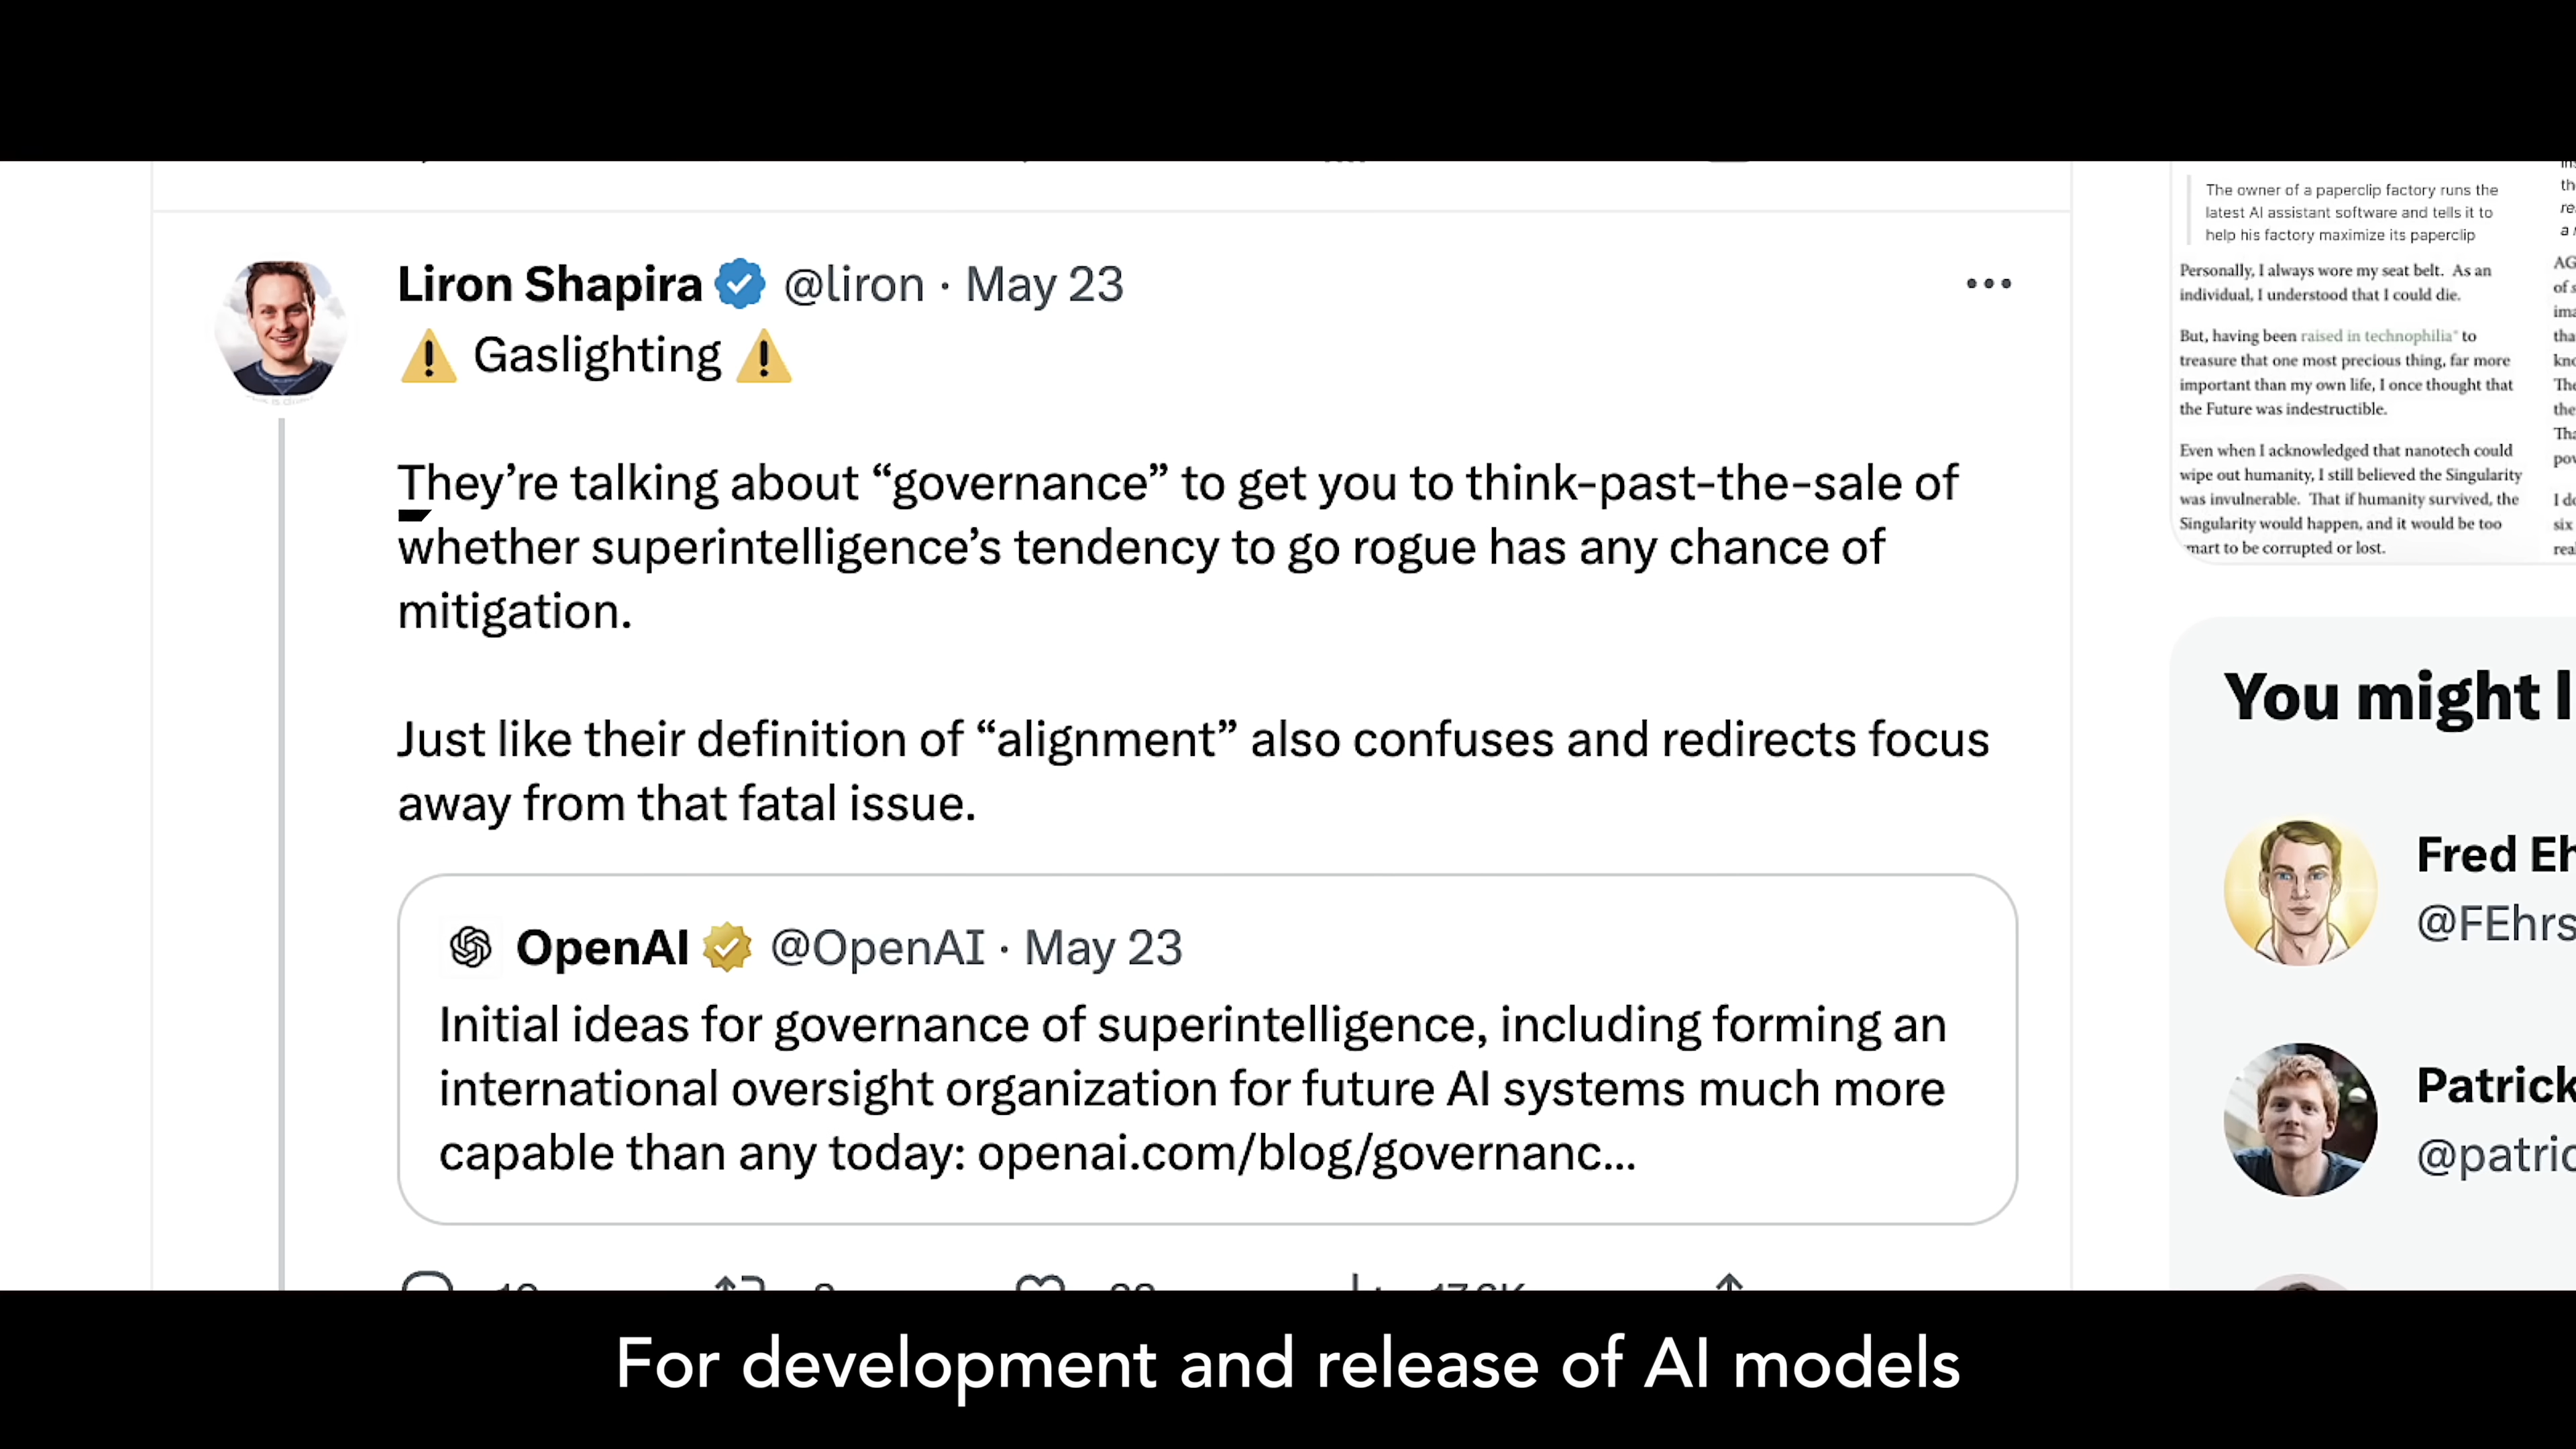 Liron Shapira @liron · May 23
⚠️ Gaslighting ⚠️
They’re talking about “governance” to get you to think-past-the-sale of
whether superintelligence’s tendency to go rogue has any chance of
mitigation.
Just like their definition of “alignment” also confuses and redirects focus
away from that fatal issue.
OpenAI @OpenAI · May 23
Initial ideas for governance of superintelligence, including forming an
international oversight organization for future AI systems much more
capable than any today: openai.com/blog/governanc...
The owner of a paperclip factory runs the
latest AI assistant software and tells it to
help his factory maximize its paperclip
Personally, I always wore my seat belt. As an
individual, I understood that I could die.
But, having been raised in technophilia° to
treasure that one most precious thing, far more
important than my own life, I once thought that
the Future was indestructible.
Even when I acknowledged that nanotech could
wipe out humanity, I still believed the Singularity
was invulnerable. That if humanity survived, the
Singularity would happen, and it would be too
smart to be corrupted or lost.
You might l
Fred Eh
@FEhrs
Patrick
@patric
For development and release of AI models